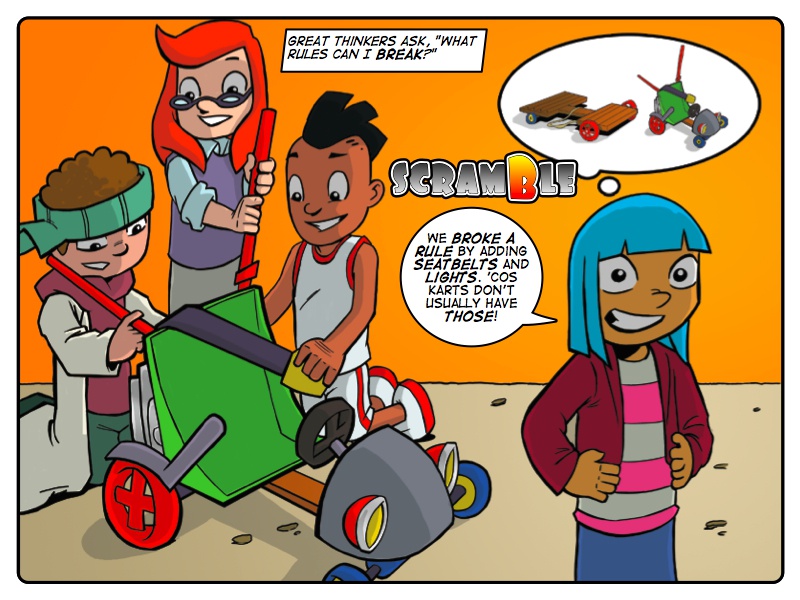 GREAT THINKERS ASK, "WHAT
RULES CAN I BREAK?"
SCRAMBLE
WE BROKE A
RULE BY ADDING
SEATBELTS AND
LIGHTS. 'COS
KARTS DON'T
USUALLY HAVE
THOSE!